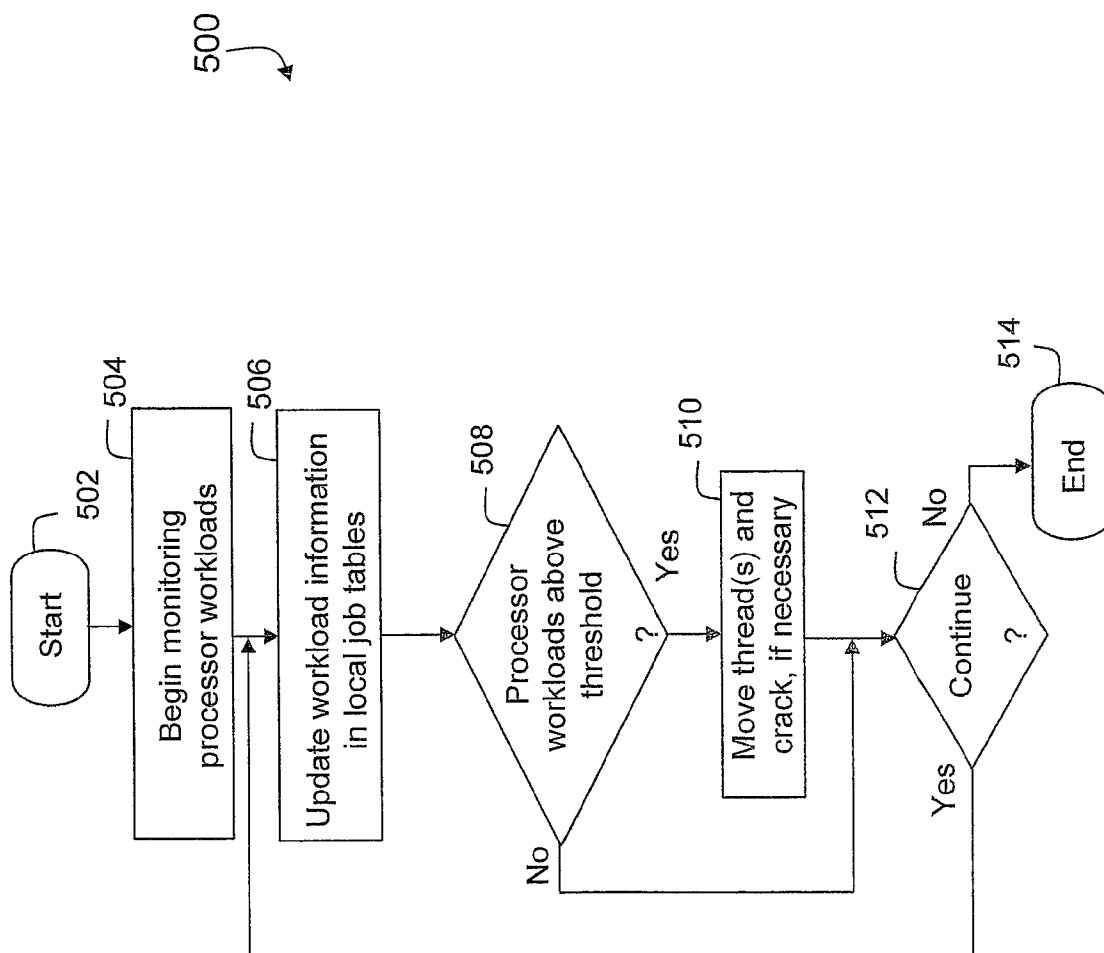 500
Start
502
Begin monitoring
processor workloads
504
Update workload information
in local job tables
506
Processor
workloads above
threshold
?
508
No
Yes
Move thread(s) and
crack, if necessary
510
Continue
?
512
Yes
No
End
514